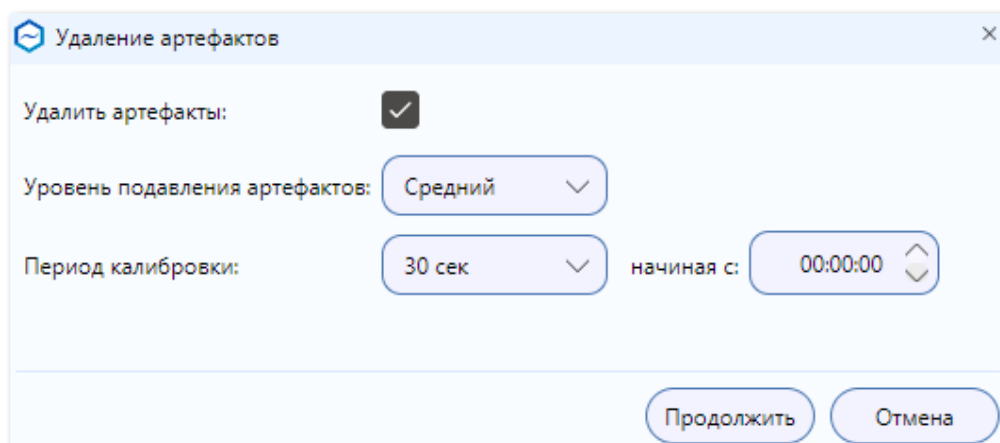 Удаление артефактов
Удалить артефакты:
Уровень подавления артефактов: Средний
Период калибровки: 30 сек начиная с: 00:00:00
Продолжить Отмена